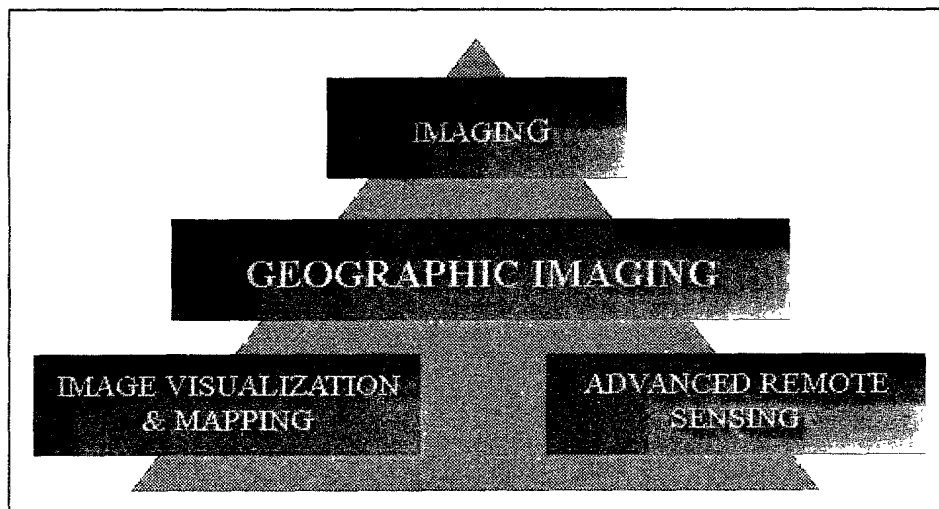 IMAGING
GEOGRAPHIC IMAGING
IMAGE VISUALIZATION
& MAPPING
ADVANCED REMOTE
SENSING